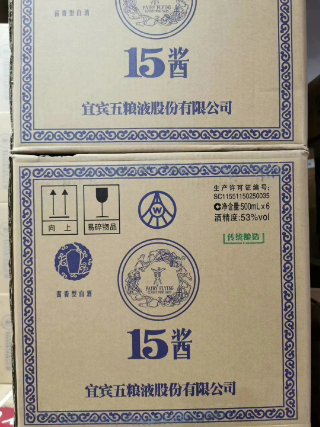 酱香型白酒
15酱
宜宾五粮液股份有限公司
生产许可证编号:
SC11551150250035
C净含量:500mL×6
酒精度:53%vol
向 上
易碎物品
[传统酿造]
酱香型白酒
15酱
宜宾五粮液股份有限公司